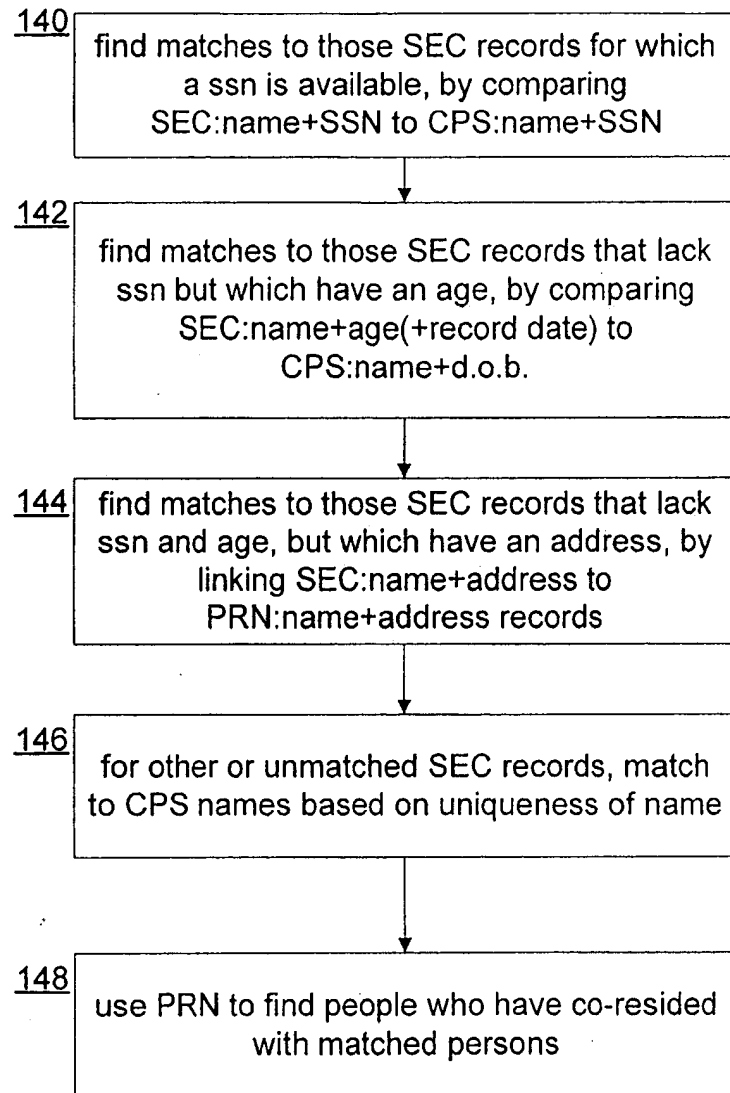 140
find matches to those SEC records for which
a ssn is available, by comparing
SEC:name+SSN to CPS:name+SSN
142
find matches to those SEC records that lack
ssn but which have an age, by comparing
SEC:name+age(+record date) to
CPS:name+d.o.b.
144
find matches to those SEC records that lack
ssn and age, but which have an address, by
linking SEC:name+address to
PRN:name+address records
146
for other or unmatched SEC records, match
to CPS names based on uniqueness of name
148
use PRN to find people who have co-resided
with matched persons